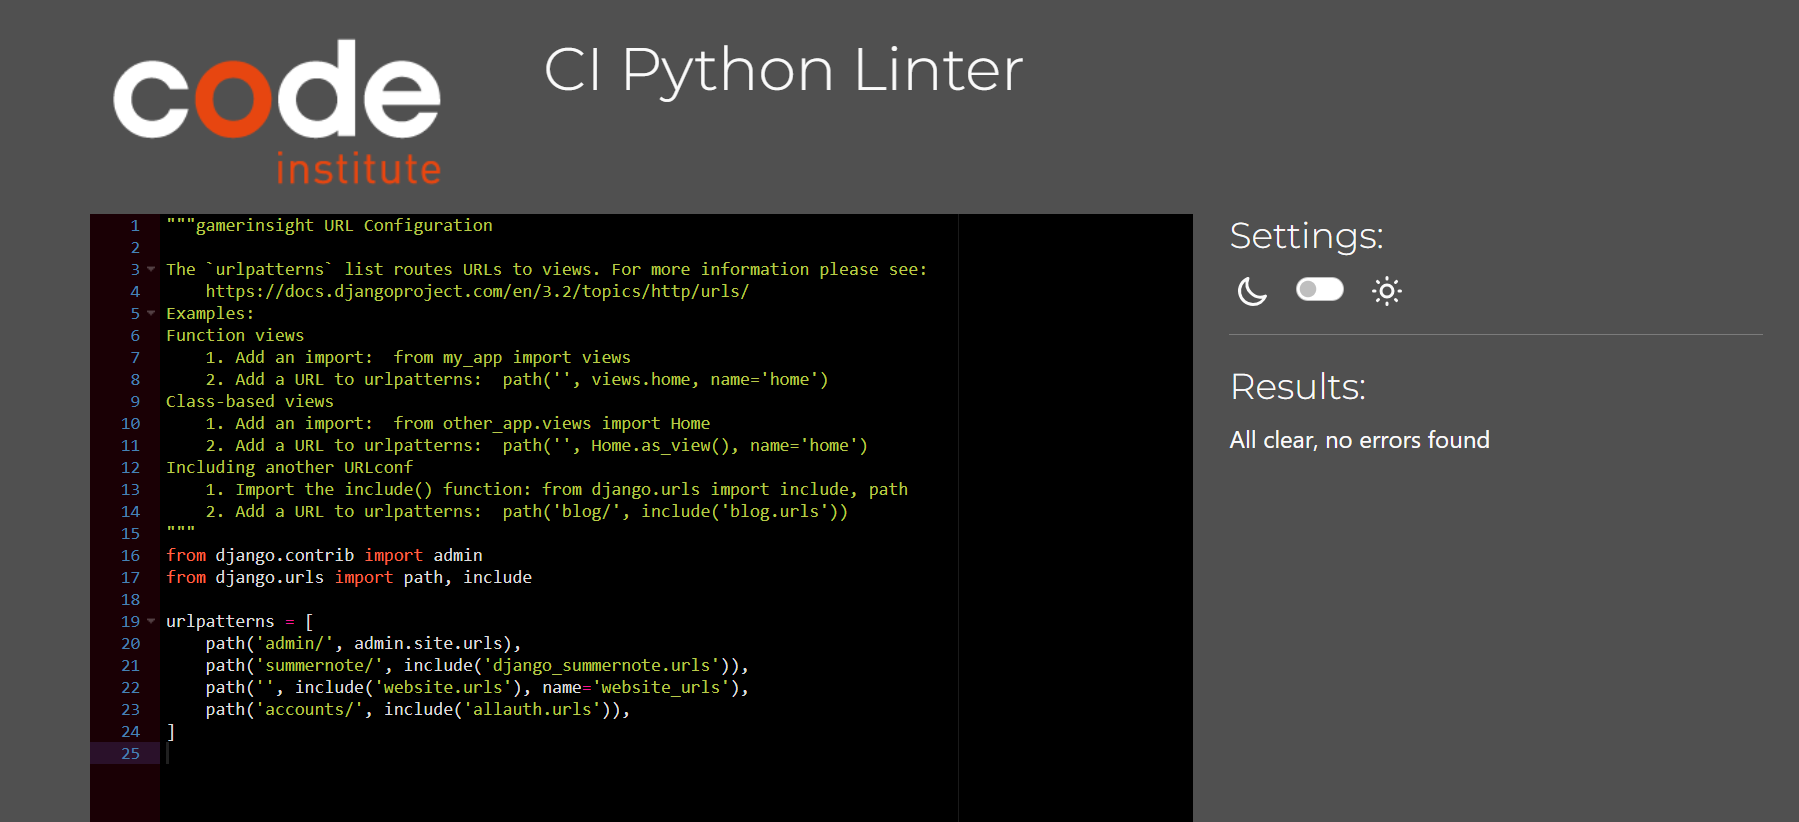 code
institute
CI Python Linter
1 """gamerinsight URL Configuration
2
3 The `urlpatterns` list routes URLs to views. For more information please see:
4     https://docs.djangoproject.com/en/3.2/topics/http/urls/
5 Examples:
6 Function views
7     1. Add an import:  from my_app import views
8     2. Add a URL to urlpatterns:  path('', views.home, name='home')
9 Class-based views
10     1. Add an import:  from other_app.views import Home
11     2. Add a URL to urlpatterns:  path('', Home.as_view(), name='home')
12 Including another URLconf
13     1. Import the include() function: from django.urls import include, path
14     2. Add a URL to urlpatterns:  path('blog/', include('blog.urls'))
15 """
16 from django.contrib import admin
17 from django.urls import path, include
18
19 urlpatterns = [
20     path('admin/', admin.site.urls),
21     path('summernote/', include('django_summernote.urls')),
22     path('', include('website.urls'), name='website_urls'),
23     path('accounts/', include('allauth.urls')),
24 ]
25
Settings:
Results:
All clear, no errors found